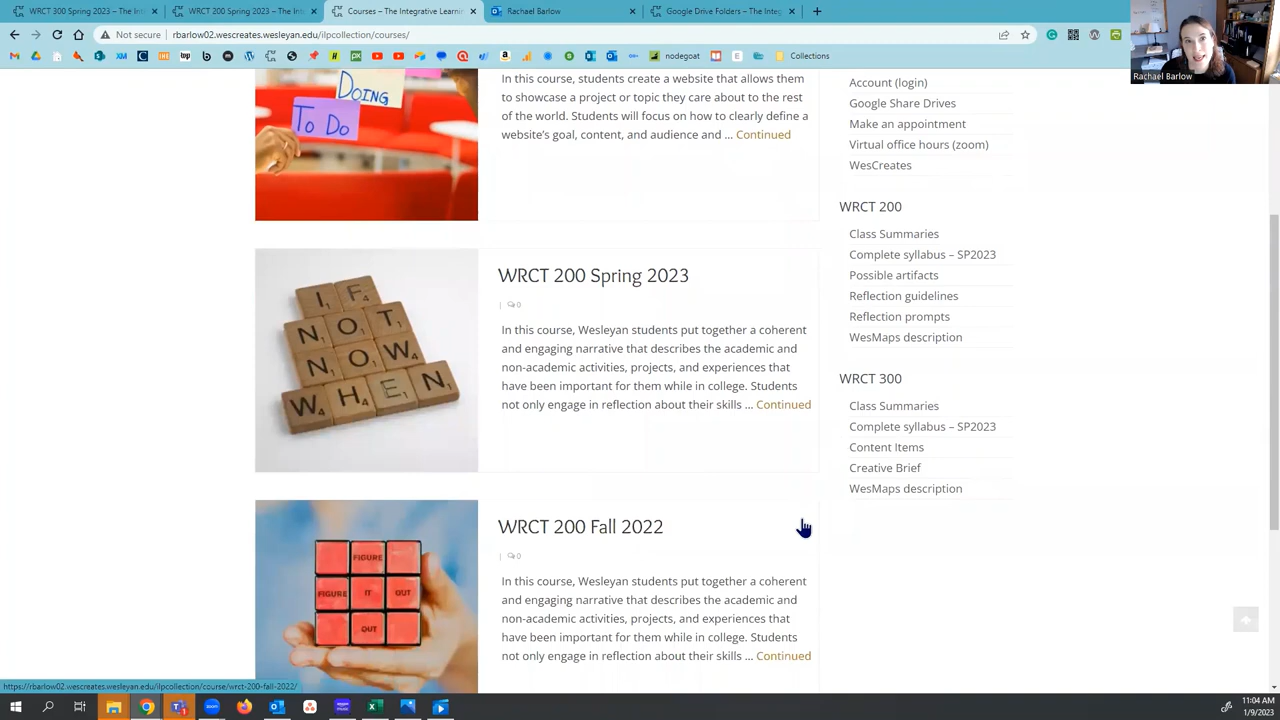 WRCT 300 Spring 2023 – The Int
WRCT 200 Spring 2023 – The Int
Courses – The Integrative Learni
Rachael Barlow
Google Drive Folders – The Integ
Not secure
rbarlow02.wescreates.wesleyan.edu/ilpcollection/courses/
nodegoat
Collections
Rachael Barlow
DOING
TO DO
In this course, students create a website that allows them
to showcase a project or topic they care about to the rest
of the world. Students will focus on how to clearly define a
website's goal, content, and audience and ... Continued
Account (login)
Google Share Drives
Make an appointment
Virtual office hours (zoom)
WesCreates
WRCT 200
Class Summaries
Complete syllabus – SP2023
Possible artifacts
Reflection guidelines
Reflection prompts
WesMaps description
WRCT 300
Class Summaries
Complete syllabus – SP2023
Content Items
Creative Brief
WesMaps description
IF
NOT
NOW
WHEN
WRCT 200 Spring 2023
| 0
In this course, Wesleyan students put together a coherent
and engaging narrative that describes the academic and
non-academic activities, projects, and experiences that
have been important for them while in college. Students
not only engage in reflection about their skills ... Continued
FIGURE
FIGURE IT OUT
OUT
WRCT 200 Fall 2022
| 0
In this course, Wesleyan students put together a coherent
and engaging narrative that describes the academic and
non-academic activities, projects, and experiences that
have been important for them while in college. Students
not only engage in reflection about their skills ... Continued
https://rbarlow02.wescreates.wesleyan.edu/ilpcollection/course/wrct-200-fall-2022/
11:04 AM
1/9/2023